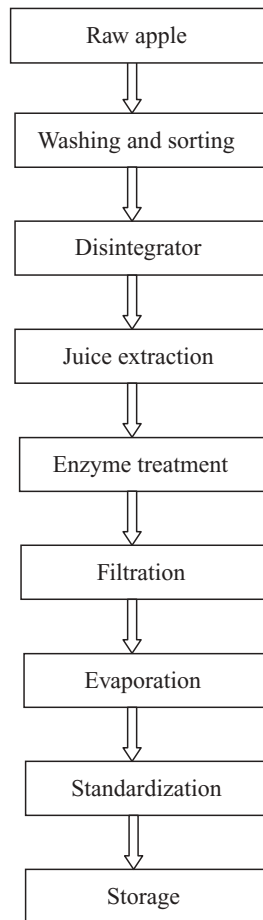 Raw apple
Washing and sorting
Disintegrator
Juice extraction
Enzyme treatment
Filtration
Evaporation
Standardization
Storage